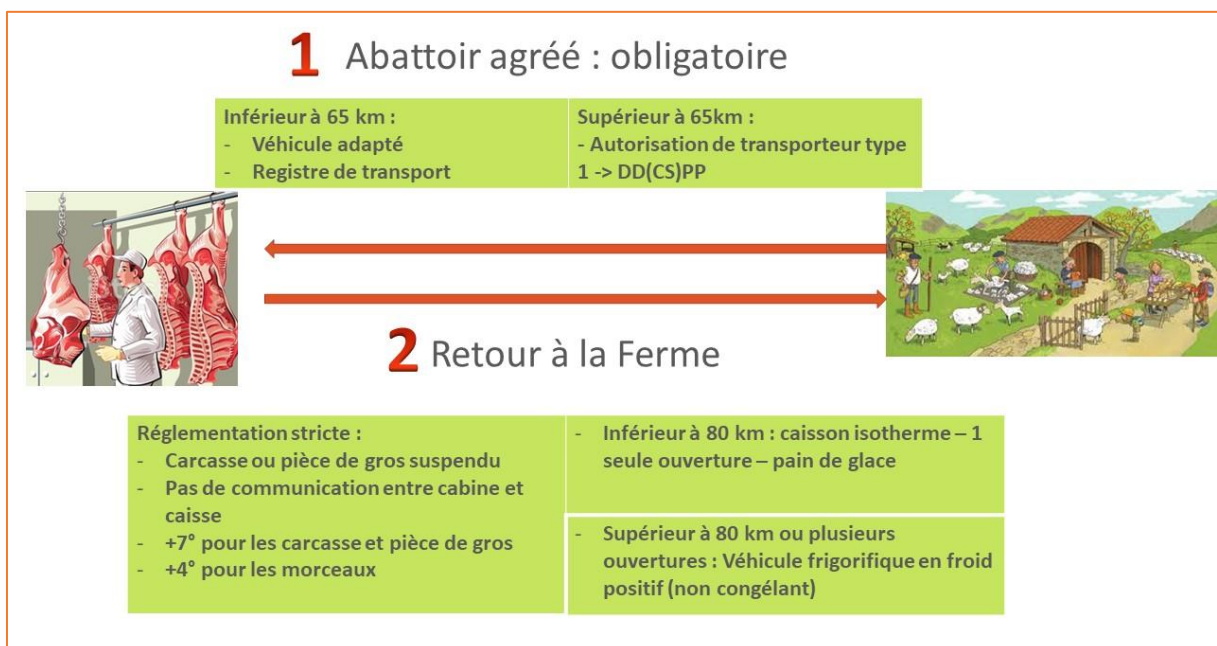 1 Abattoir agréé : obligatoire
Inférieur à 65 km :
- Véhicule adapté
- Registre de transport
Supérieur à 65km :
- Autorisation de transporteur type
1 -> DD(CS)PP
2 Retour à la Ferme
Réglementation stricte :
- Carcasse ou pièce de gros suspendu
- Pas de communication entre cabine et
caisse
- +7° pour les carcasse et pièce de gros
- +4° pour les morceaux
- Inférieur à 80 km : caisson isotherme – 1
seule ouverture – pain de glace
- Supérieur à 80 km ou plusieurs
ouvertures : Véhicule frigorifique en froid
positif (non congélant)